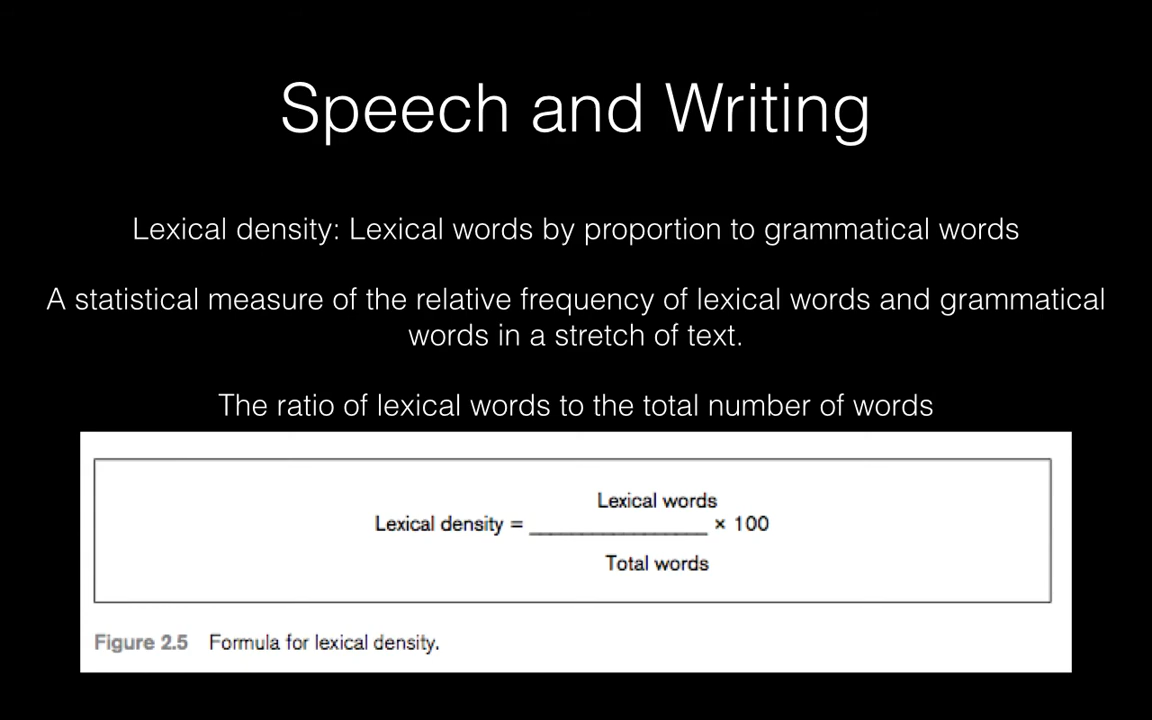 Speech and Writing
Lexical density: Lexical words by proportion to grammatical words
A statistical measure of the relative frequency of lexical words and grammatical
words in a stretch of text.
The ratio of lexical words to the total number of words
Lexical words
Lexical density = ________________ × 100
Total words
Figure 2.5 Formula for lexical density.